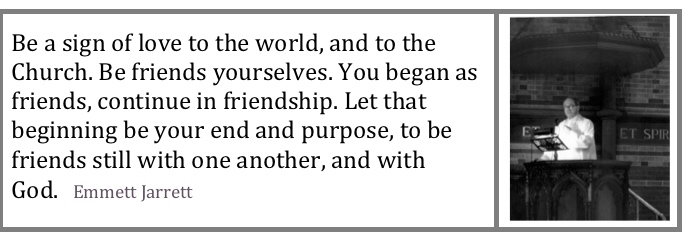 Be a sign of love to the world, and to the
Church. Be friends yourselves. You began as
friends, continue in friendship. Let that
beginning be your end and purpose, to be
friends still with one another, and with
God. Emmett Jarrett
ET
ET SPIR